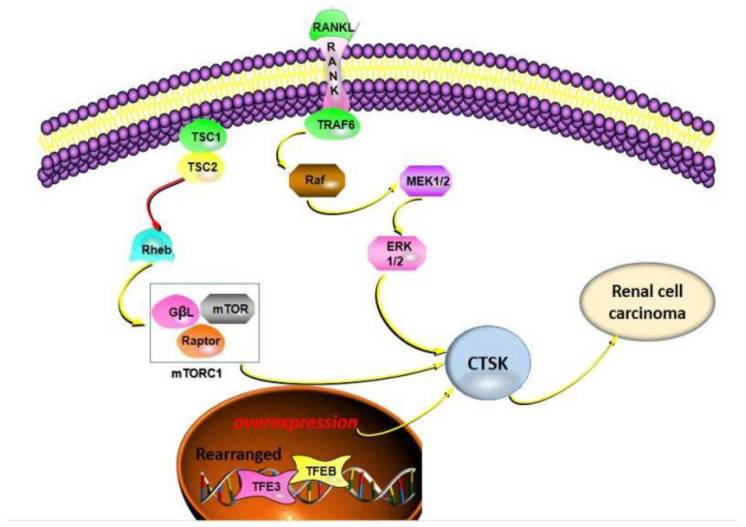 RANKL
R
A
N
K
TRAF6
TSC1
TSC2
Raf
MEK1/2
Rheb
ERK
1/2
GβL
mTOR
Raptor
mTORC1
CTSK
Renal cell
carcinoma
overexpression
Rearranged
TFEB
TFE3